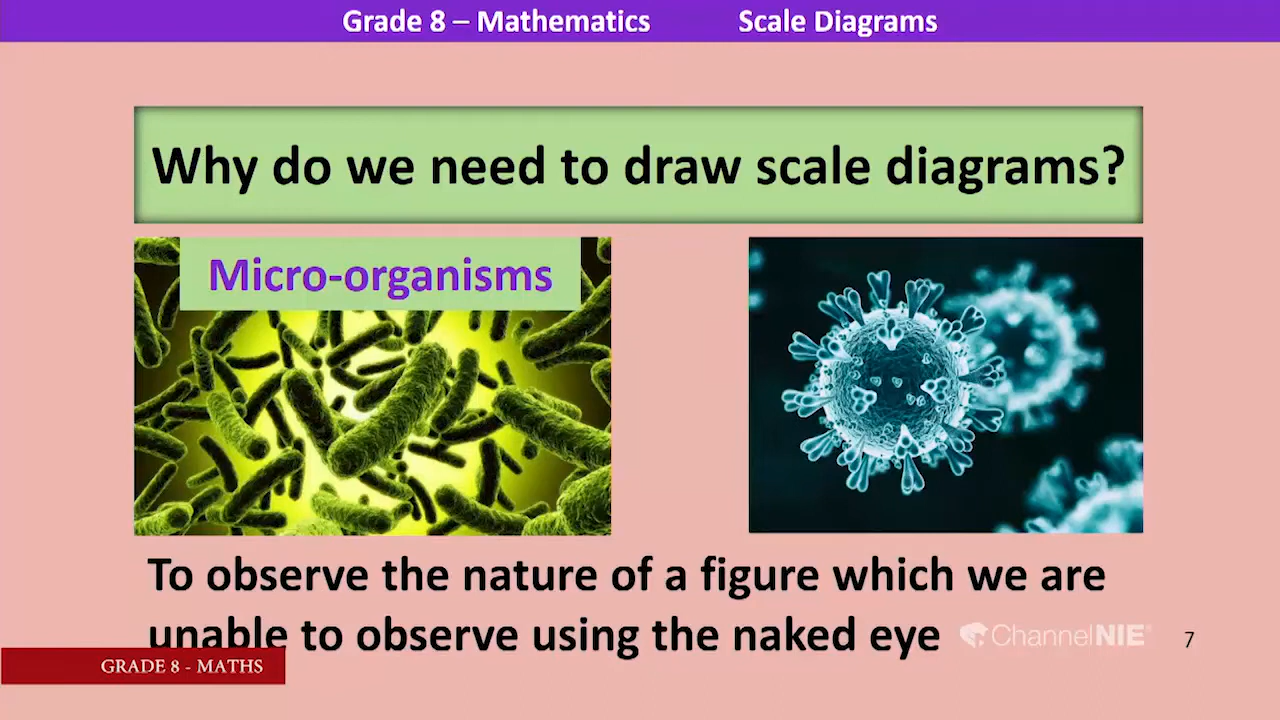 Grade 8 – Mathematics Scale Diagrams
Why do we need to draw scale diagrams?
Micro-organisms
To observe the nature of a figure which we are
unable to observe using the naked eye
ChannelNIE
7
GRADE 8 - MATHS